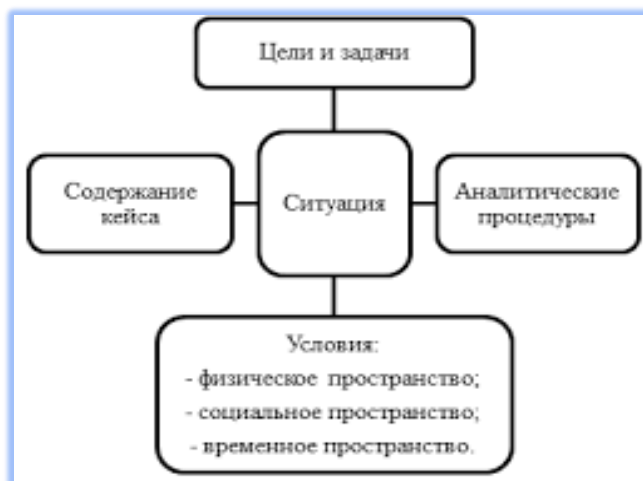 Цели и задачи
Содержание
кейса
Ситуация
Аналитические
процедуры
Условия:
- физическое пространство;
- социальное пространство;
- временное пространство.